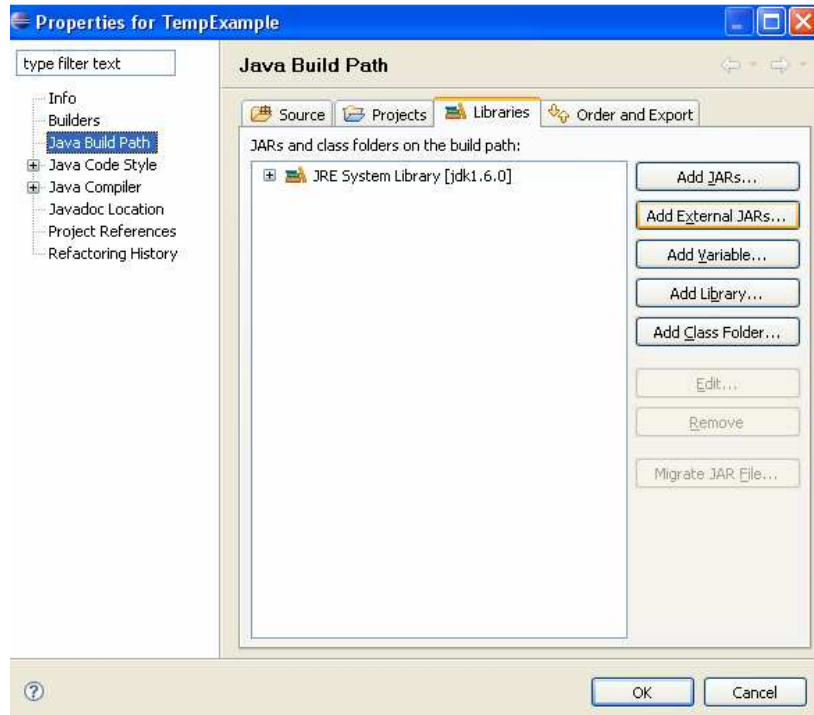 Properties for TempExample
type filter text
Info
Builders
Java Build Path
Java Code Style
Java Compiler
Javadoc Location
Project References
Refactoring History
Java Build Path
Source Projects Libraries Order and Export
JARs and class folders on the build path:
JRE System Library [jdk1.6.0]
Add JARs...
Add External JARs...
Add Variable...
Add Library...
Add Class Folder...
Edit...
Remove
Migrate JAR File...
?
OK Cancel